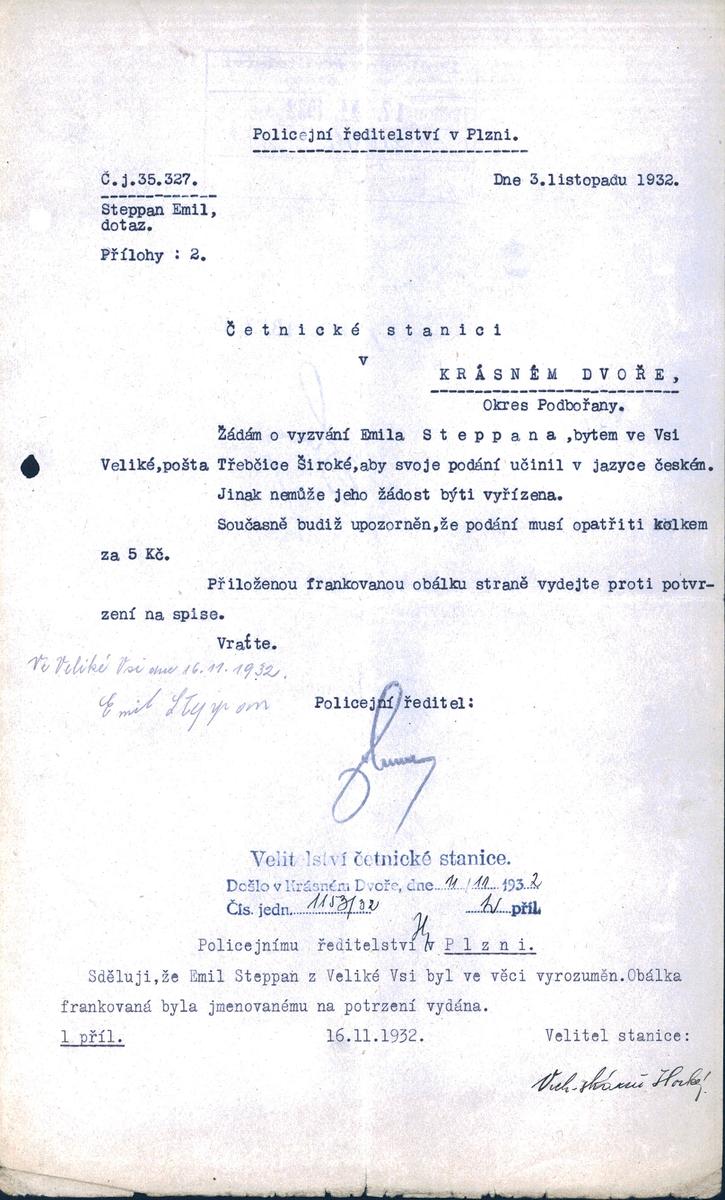 Policejní ředitelství v Plzni.
Č.j.35.327.
Dne 3.listopadu 1932.
Steppan Emil,
dotaz.
Přílohy : 2.
Četnické stanici
v
KRÁSNÉM DVOŘE,
Okres Podbořany.
Žádám o vyzvání Emila Steppana,bytem ve Vsi
Veliké,pošta Třebčice Široké,aby svoje podání učinil v jazyce českém.
Jinak nemůže jeho žádost býti vyřízena.
Současně budiž upozorněn,že podání musí opatřiti kolkem
za 5 Kč.
Přiloženou frankovanou obálku straně vydejte proti potvr-
zení na spise.
Vraťte.
Ve Veliké Vsi dne 16.11.1932.
Emil Steppan
Policejní ředitel:
Velitelství četnické stanice.
Došlo v Krásném Dvoře, dne 11/11 1932
Čís. jedn. 1153/32 příl.
Policejnímu ředitelství v Plzni.
Sděluji,že Emil Steppan z Veliké Vsi byl ve věci vyrozuměn.Obálka
frankovaná byla jmenovanému na potrzení vydána.
1 příl.
16.11.1932.
Velitel stanice: